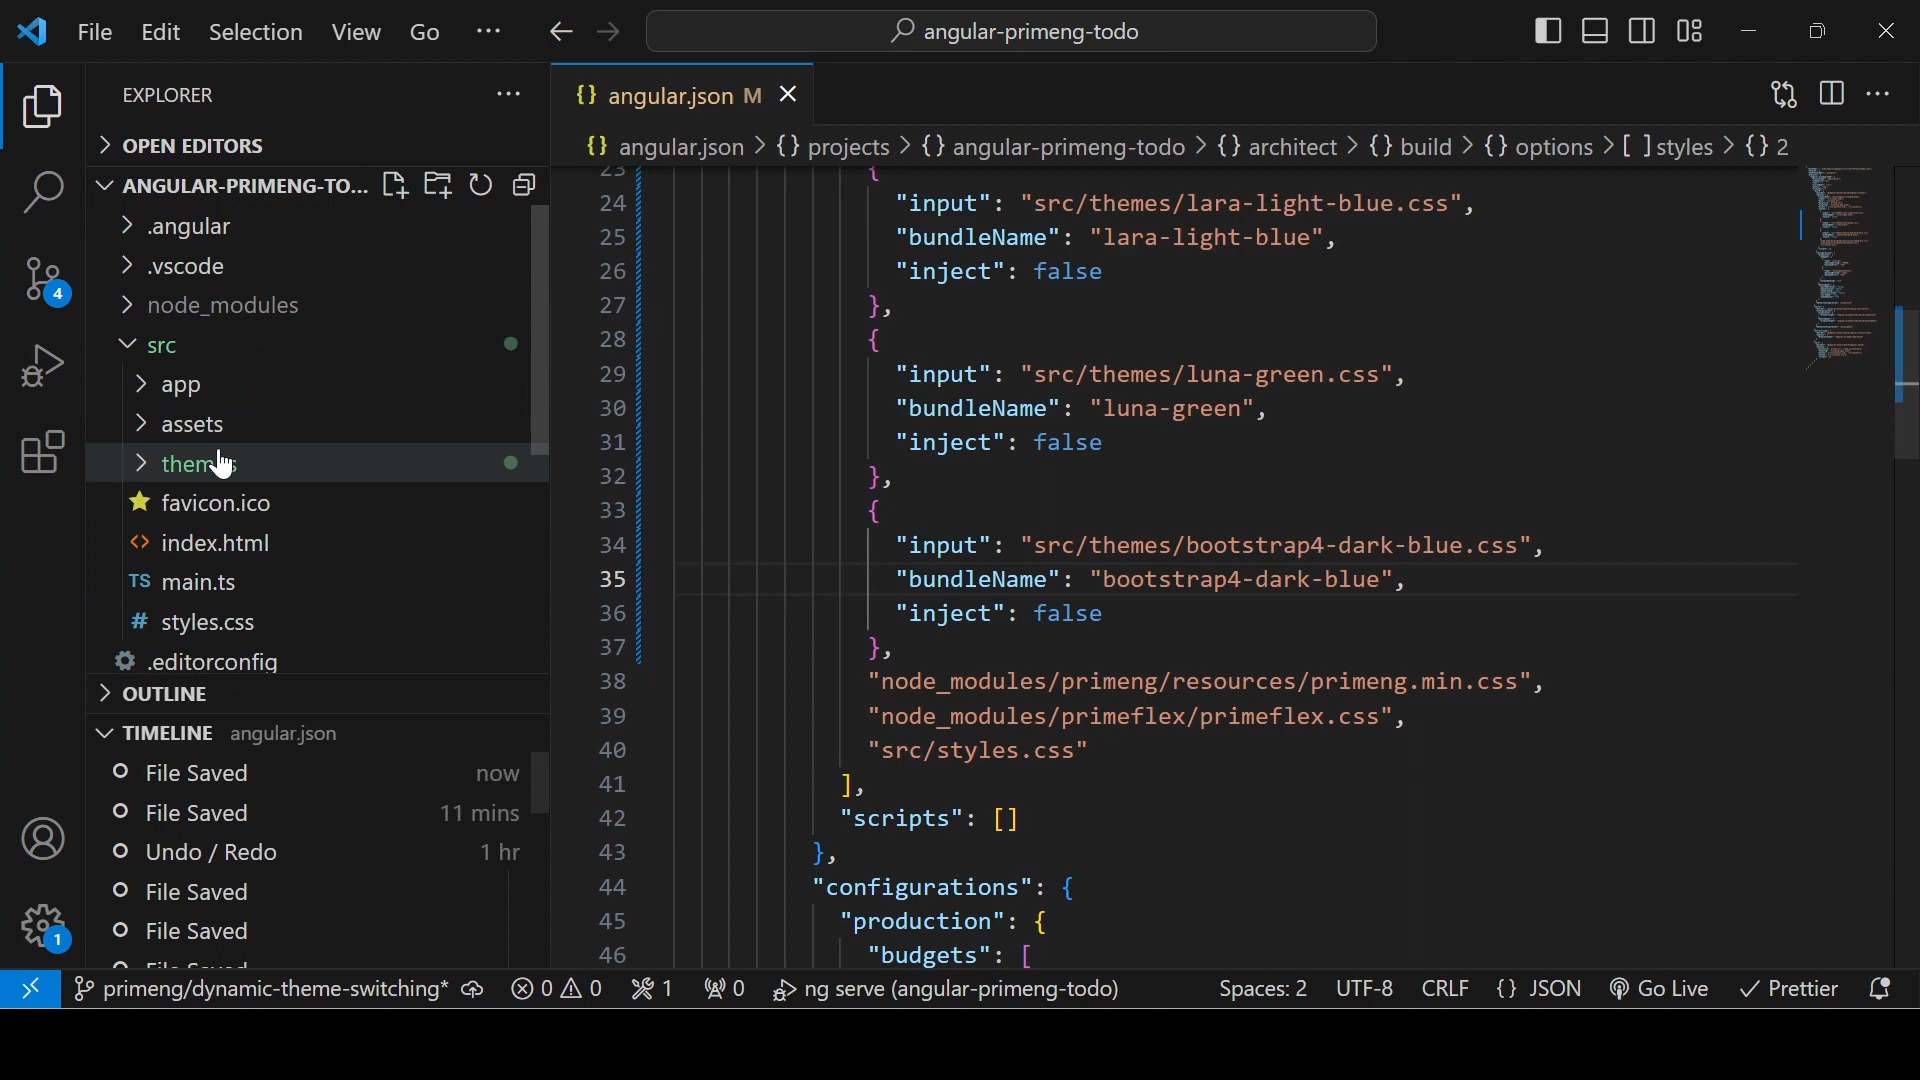 File Edit Selection View Go ··· angular-primeng-todo
EXPLORER ···
OPEN EDITORS
ANGULAR-PRIMENG-TO...
.angular
.vscode
node_modules
src
app
assets
favicon.ico
index.html
TS main.ts
# styles.css
.editorconfig
OUTLINE
TIMELINE angular.json
File Saved now
File Saved 11 mins
Undo / Redo 1 hr
File Saved
File Saved
4
1
{} angular.json M
{} angular.json > {} projects > {} angular-primeng-todo > {} architect > {} build > {} options > [ ] styles > {} 2
23 {
24 "input": "src/themes/lara-light-blue.css",
25 "bundleName": "lara-light-blue",
26 "inject": false
27 },
28 {
29 "input": "src/themes/luna-green.css",
30 "bundleName": "luna-green",
31 "inject": false
32 },
33 {
34 "input": "src/themes/bootstrap4-dark-blue.css",
35 "bundleName": "bootstrap4-dark-blue",
36 "inject": false
37 },
38 "node_modules/primeng/resources/primeng.min.css",
39 "node_modules/primeflex/primeflex.css",
40 "src/styles.css"
41 ],
42 "scripts": []
43 },
44 "configurations": {
45 "production": {
46 "budgets": [
primeng/dynamic-theme-switching* 0 0 1 0 ng serve (angular-primeng-todo) Spaces: 2 UTF-8 CRLF {} JSON Go Live Prettier